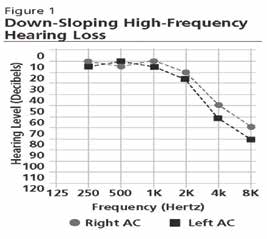 Figure 1
Down-Sloping High-Frequency
Hearing Loss
Hearing Level (Decibels)
0
10
20
30
40
50
60
70
80
90
100
110
120
125 250 500 1K 2K 4k 8K
Frequency (Hertz)
Right AC Left AC